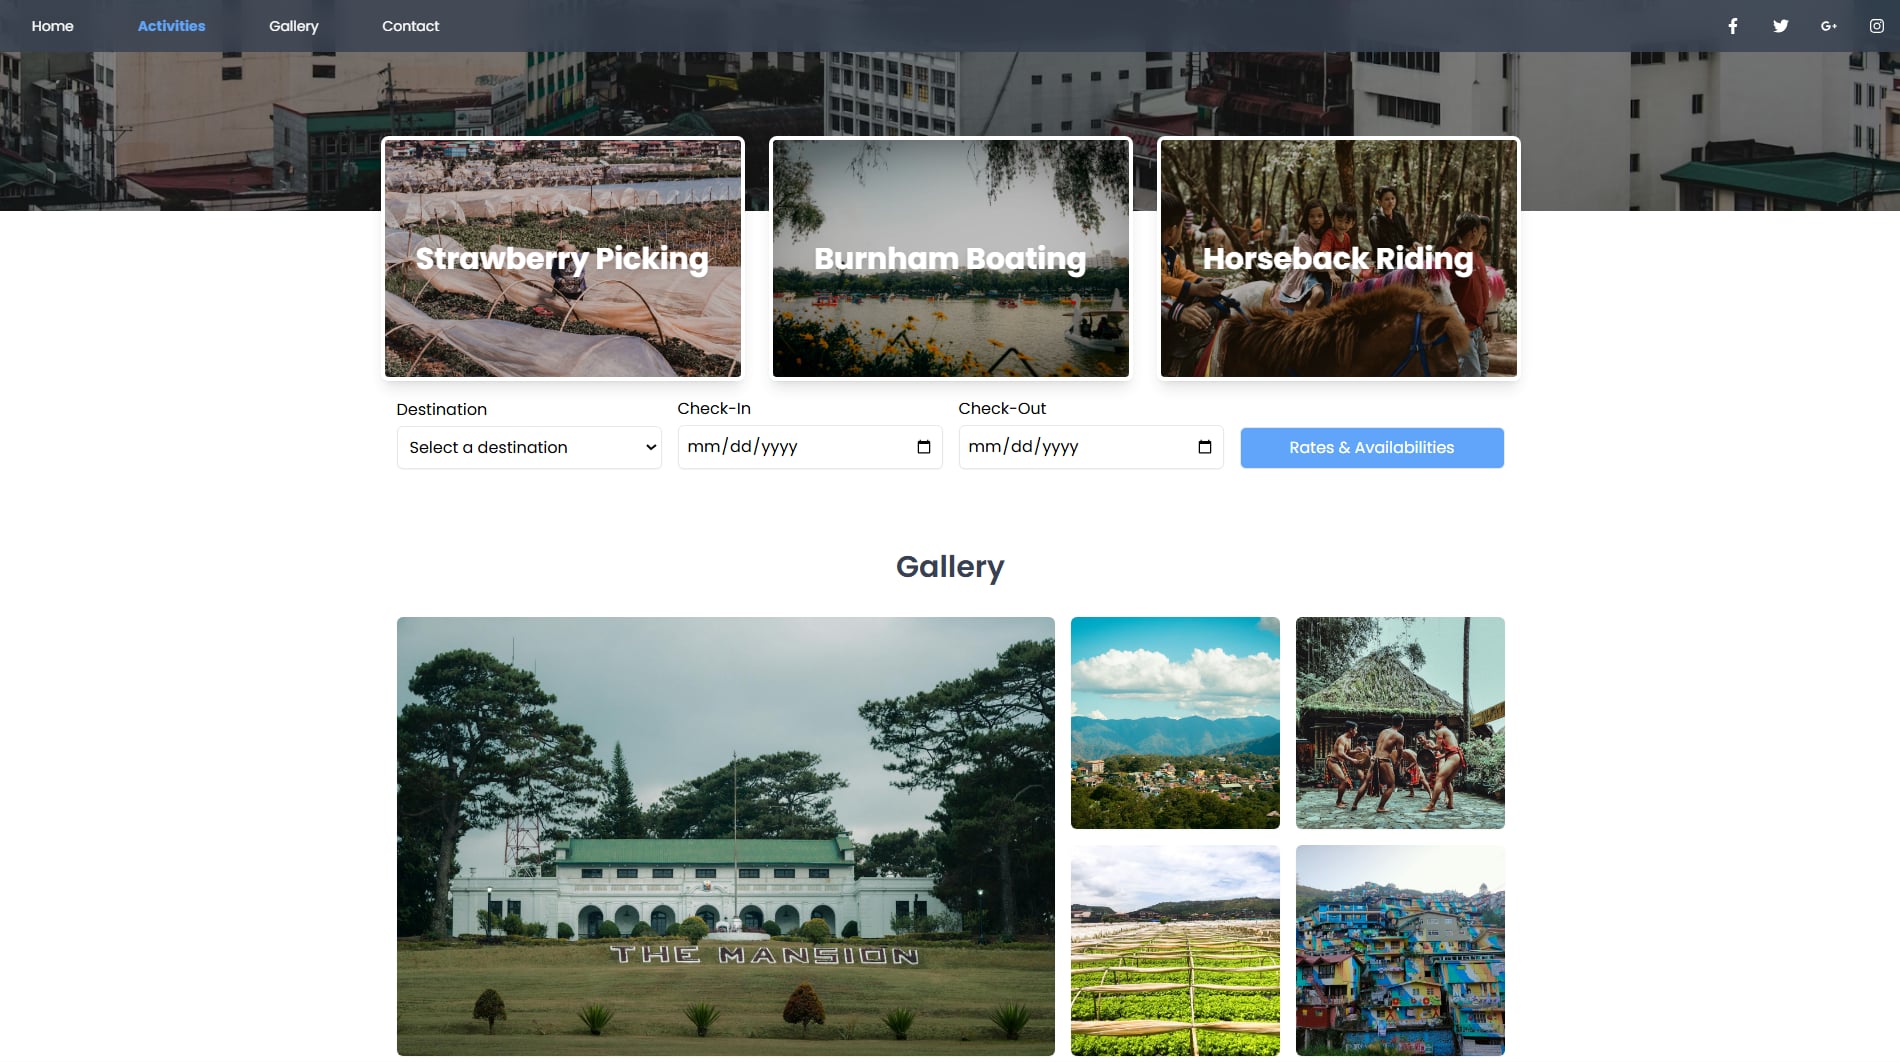 Home
Activities
Gallery
Contact
Strawberry Picking
Burnham Boating
Horseback Riding
Destination
Check-In
Check-Out
Select a destination
mm/dd/yyyy
mm/dd/yyyy
Rates & Availabilities
Gallery
THE MANSION